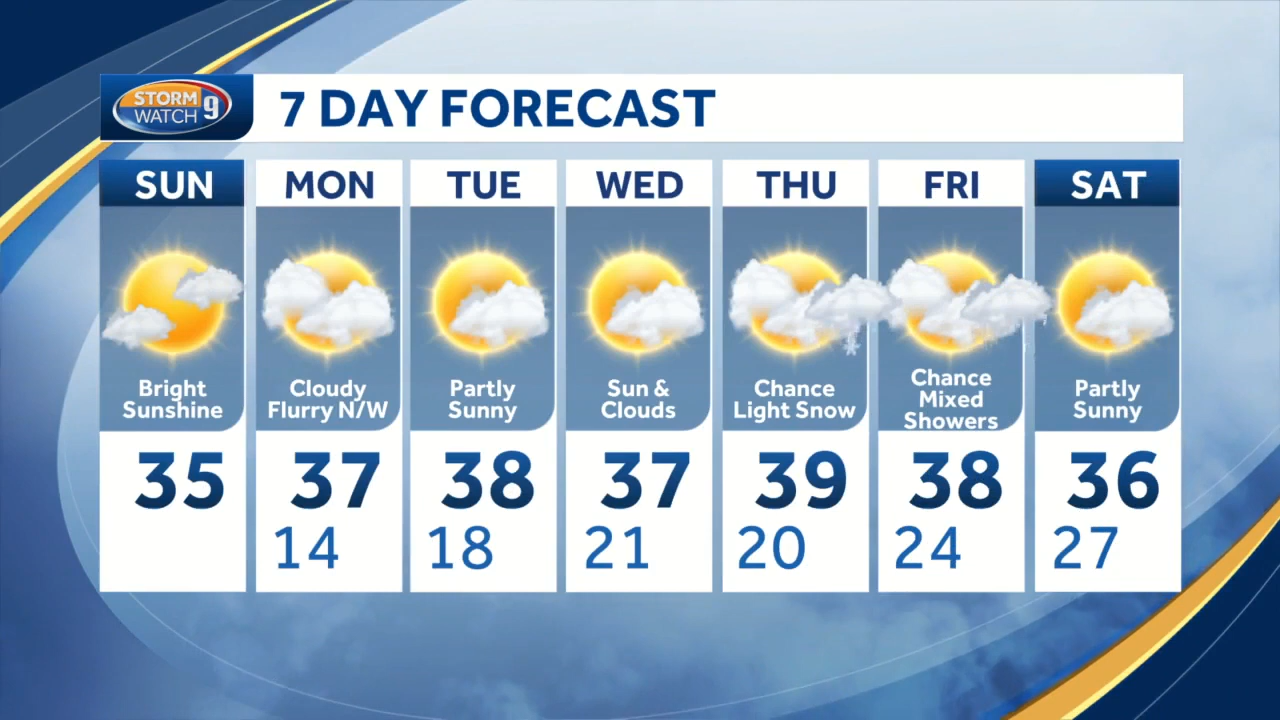 STORM
WATCH 9
7 DAY FORECAST
SUN
MON
TUE
WED
THU
FRI
SAT
Bright
Sunshine
Cloudy
Flurry N/W
Partly
Sunny
Sun &
Clouds
Chance
Light Snow
Chance
Mixed
Showers
Partly
Sunny
35
37
38
37
39
38
36
14
18
21
20
24
27